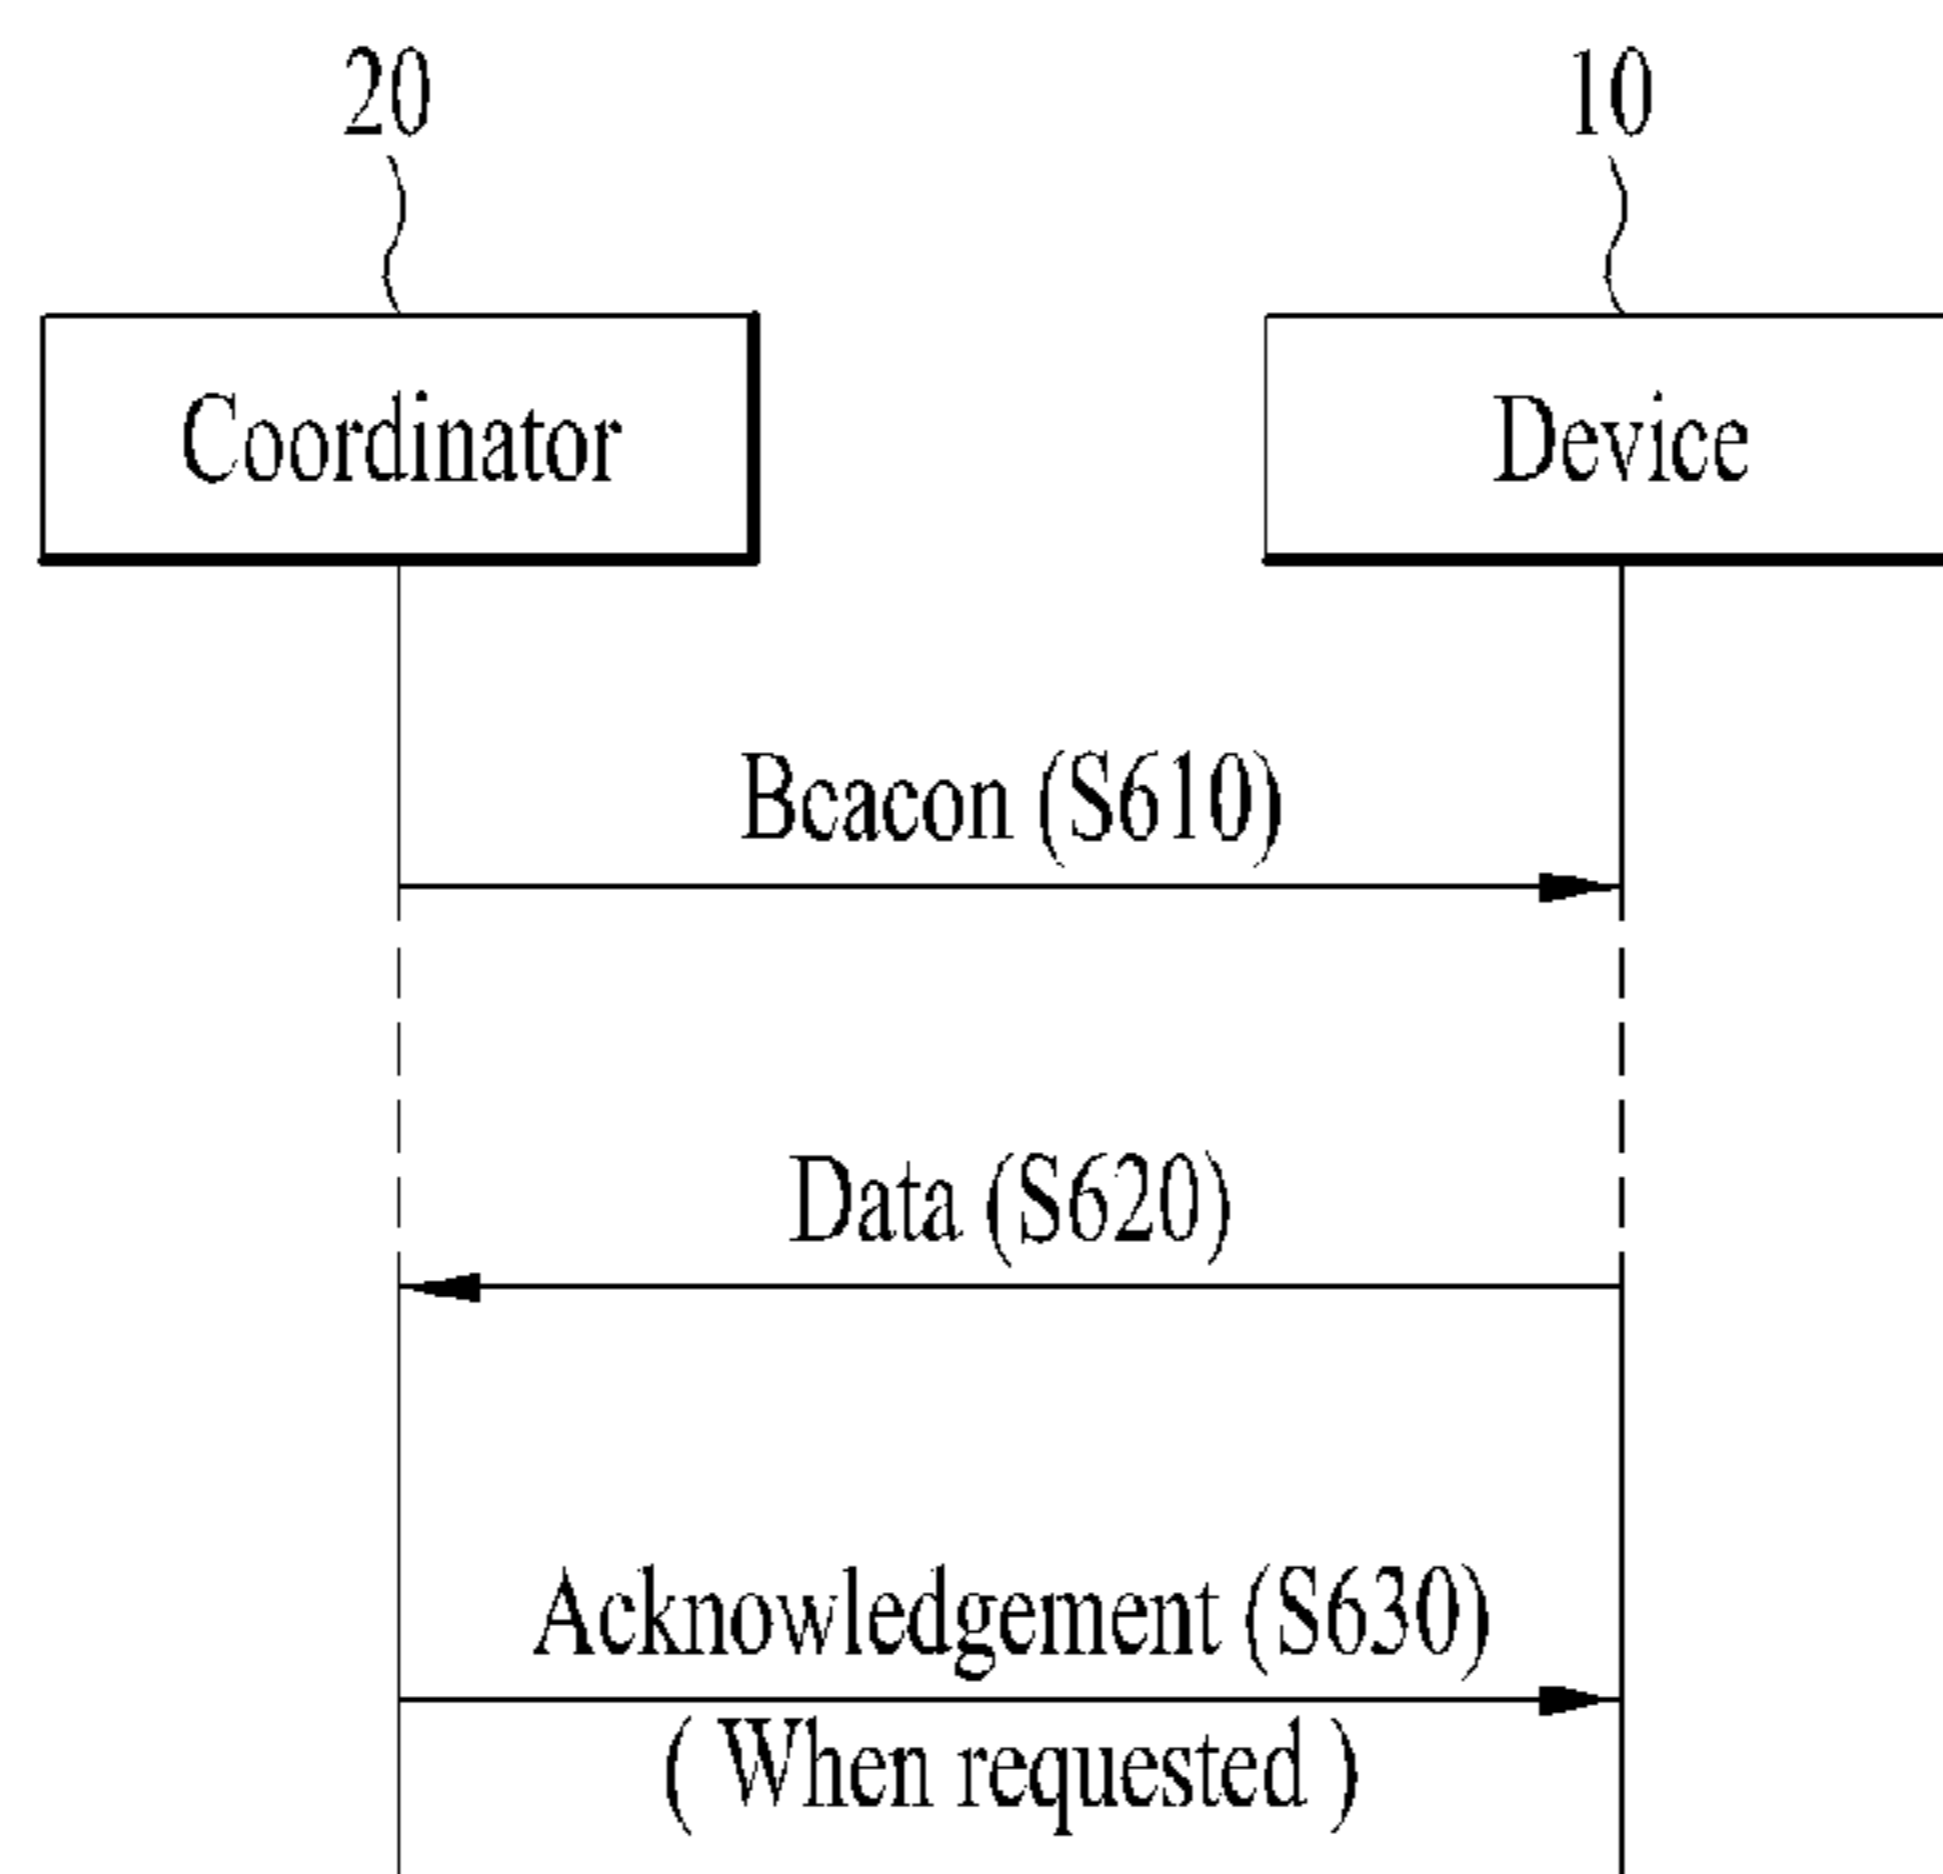 20
10
Coordinator
Device
Beacon (S610)
Data (S620)
Acknowledgement (S630)
( When requested )